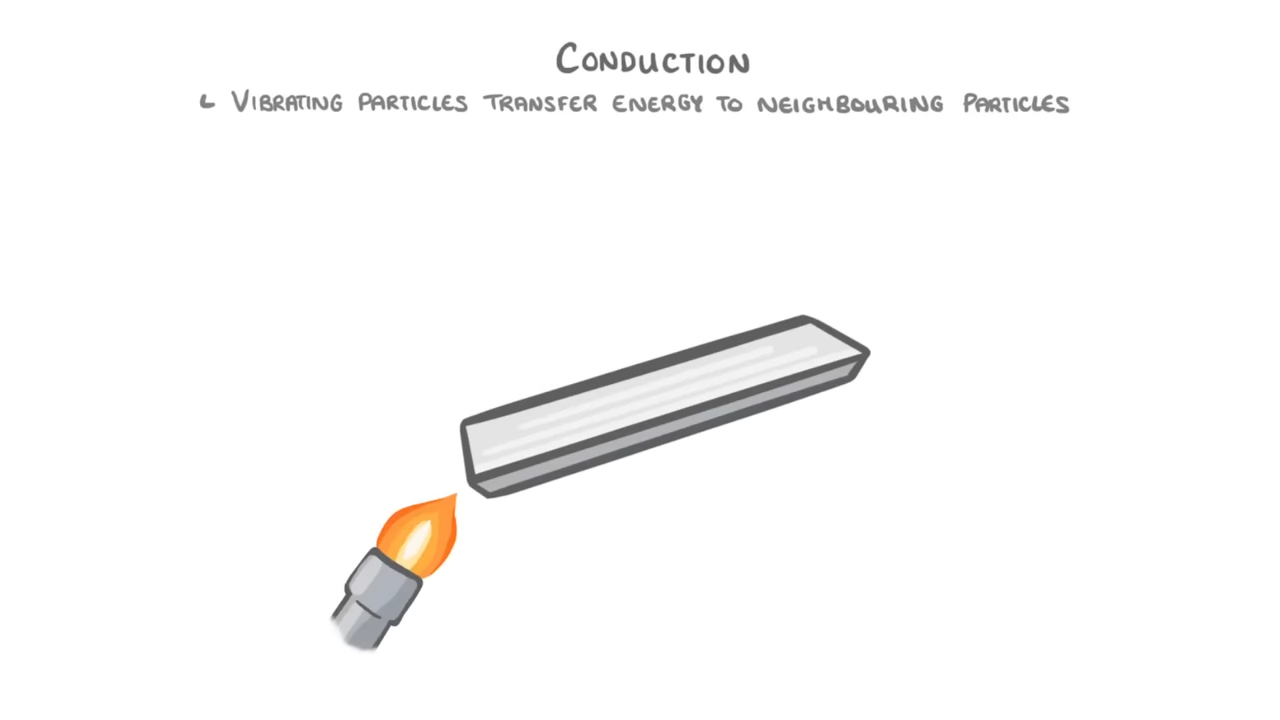 CONDUCTION
↳ VIBRATING PARTICLES TRANSFER ENERGY TO NEIGHBOURING PARTICLES